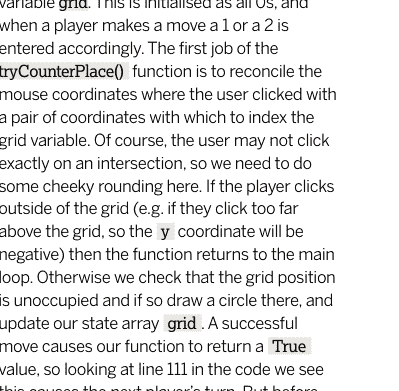 variable grid. This is initialised as all 0s, and
when a player makes a move a 1 or a 2 is
entered accordingly. The first job of the
tryCounterPlace() function is to reconcile the
mouse coordinates where the user clicked with
a pair of coordinates with which to index the
grid variable. Of course, the user may not click
exactly on an intersection, so we need to do
some cheeky rounding here. If the player clicks
outside of the grid (e.g. if they click too far
above the grid, so the y coordinate will be
negative) then the function returns to the main
loop. Otherwise we check that the grid position
is unoccupied and if so draw a circle there, and
update our state array grid . A successful
move causes our function to return a True
value, so looking at line 111 in the code we see
this causes the next player's turn. But before